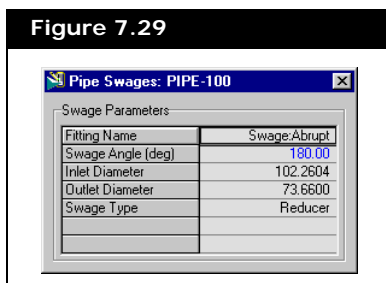 Figure 7.29
Pipe Swages: PIPE-100
Swage Parameters
Fitting Name Swage:Abrupt
Swage Angle (deg) 180.00
Inlet Diameter 102.2604
Outlet Diameter 73.6600
Swage Type Reducer